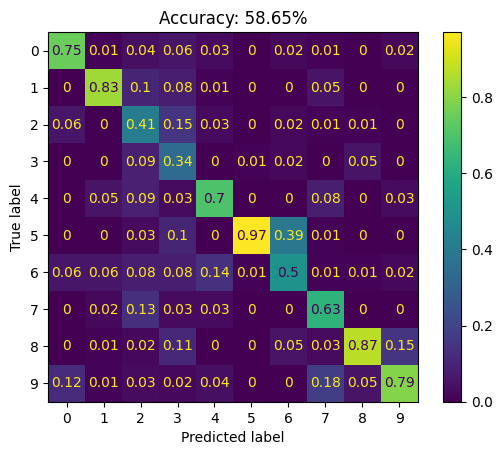 Accuracy: 58.65%
0 0.75 0.01 0.04 0.06 0.03 0 0.02 0.01 0 0.02
1 0 0.83 0.1 0.08 0.01 0 0 0.05 0 0
2 0.06 0 0.41 0.15 0.03 0 0.02 0.01 0.01 0
3 0 0 0.09 0.34 0 0.01 0.02 0 0.05 0
4 0 0.05 0.09 0.03 0.7 0 0 0.08 0 0.03
5 0 0 0.03 0.1 0 0.97 0.39 0.01 0 0
6 0.06 0.06 0.08 0.08 0.14 0.01 0.5 0.01 0.01 0.02
7 0 0.02 0.13 0.03 0.03 0 0 0.63 0 0
8 0 0.01 0.02 0.11 0 0 0.05 0.03 0.87 0.15
9 0.12 0.01 0.03 0.02 0.04 0 0 0.18 0.05 0.79
0 1 2 3 4 5 6 7 8 9
Predicted label
True label
0.8
0.6
0.4
0.2
0.0